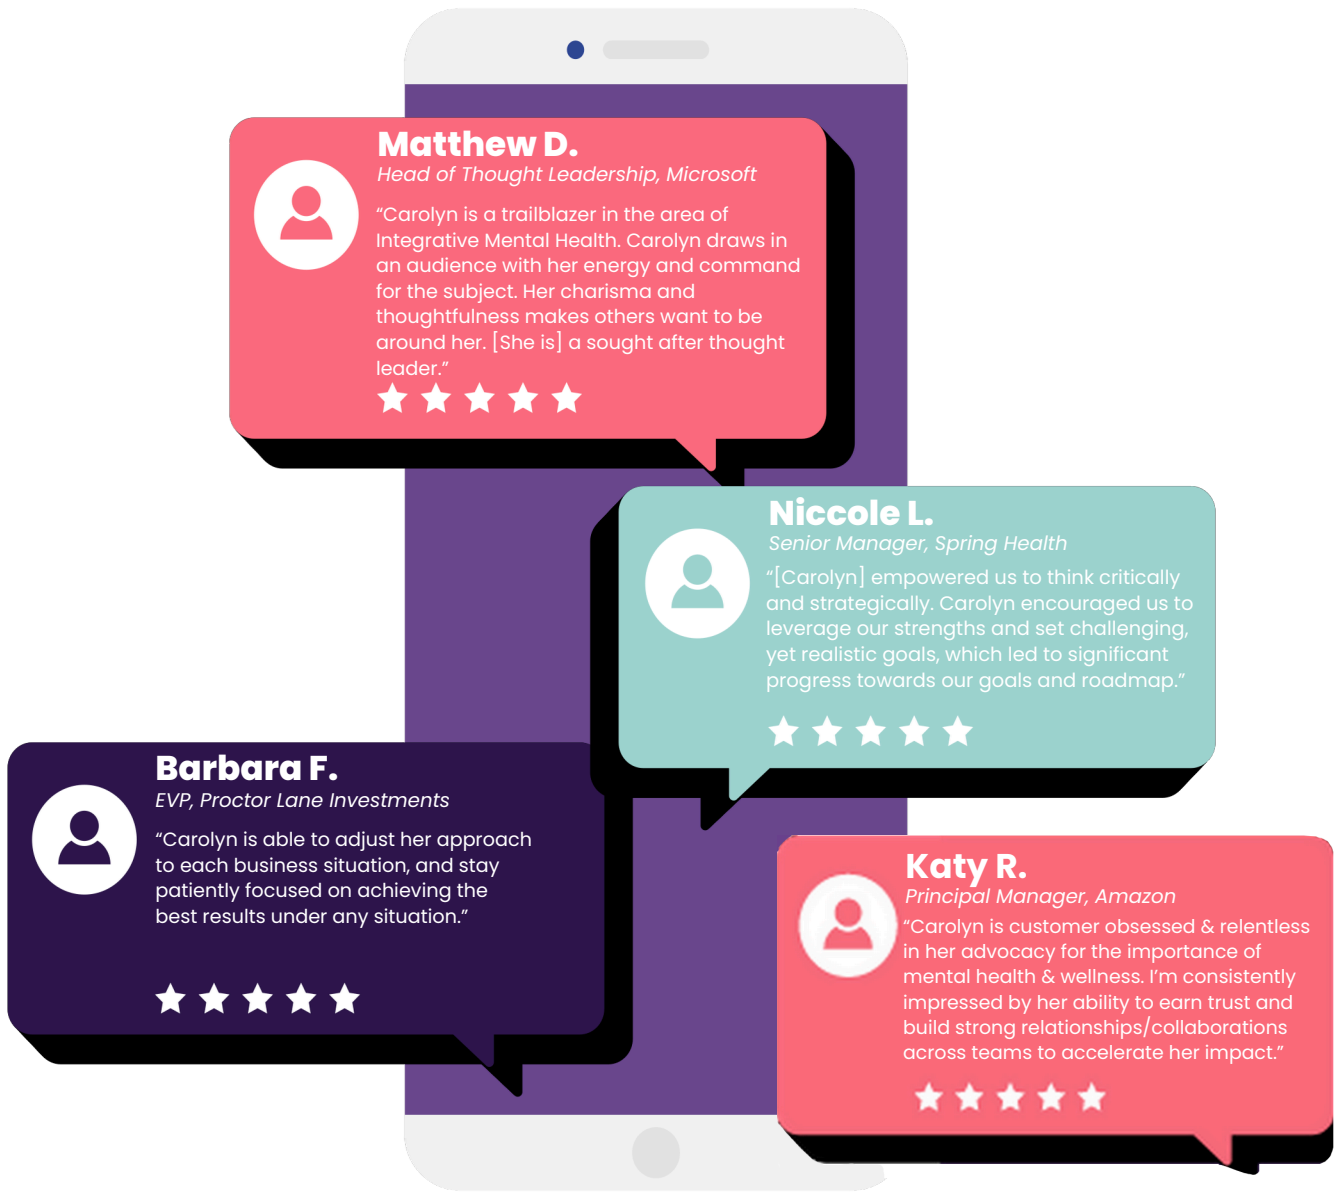 Matthew D.
Head of Thought Leadership, Microsoft
“Carolyn is a trailblazer in the area of
Integrative Mental Health. Carolyn draws in
an audience with her energy and command
for the subject. Her charisma and
thoughtfulness makes others want to be
around her. [She is] a sought after thought
leader.”
Niccole L.
Senior Manager, Spring Health
“[Carolyn] empowered us to think critically
and strategically. Carolyn encouraged us to
leverage our strengths and set challenging,
yet realistic goals, which led to significant
progress towards our goals and roadmap.”
Barbara F.
EVP, Proctor Lane Investments
“Carolyn is able to adjust her approach
to each business situation, and stay
patiently focused on achieving the
best results under any situation.”
Katy R.
Principal Manager, Amazon
“Carolyn is customer obsessed & relentless
in her advocacy for the importance of
mental health & wellness. I’m consistently
impressed by her ability to earn trust and
build strong relationships/collaborations
across teams to accelerate her impact.”